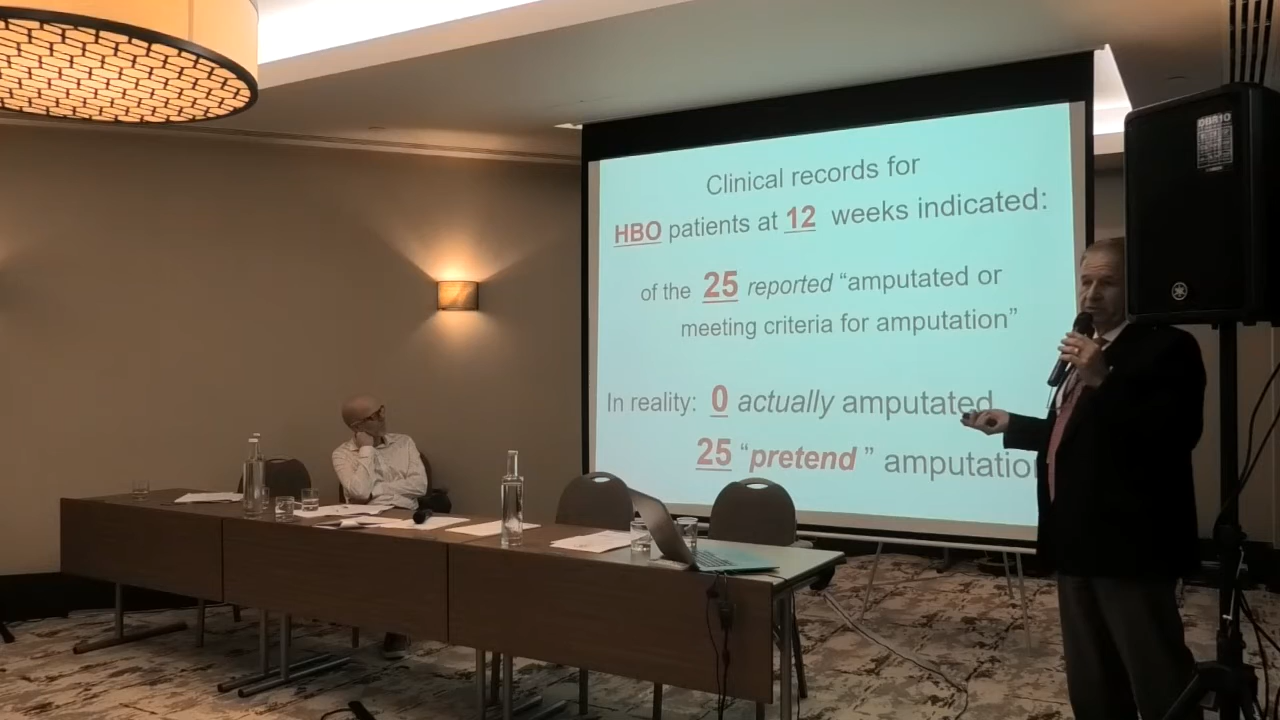 Clinical records for
HBO patients at 12 weeks indicated:
of the 25 reported “amputated or
meeting criteria for amputation”
In reality: 0 actually amputated
25 “pretend ” amputatio
DBR10